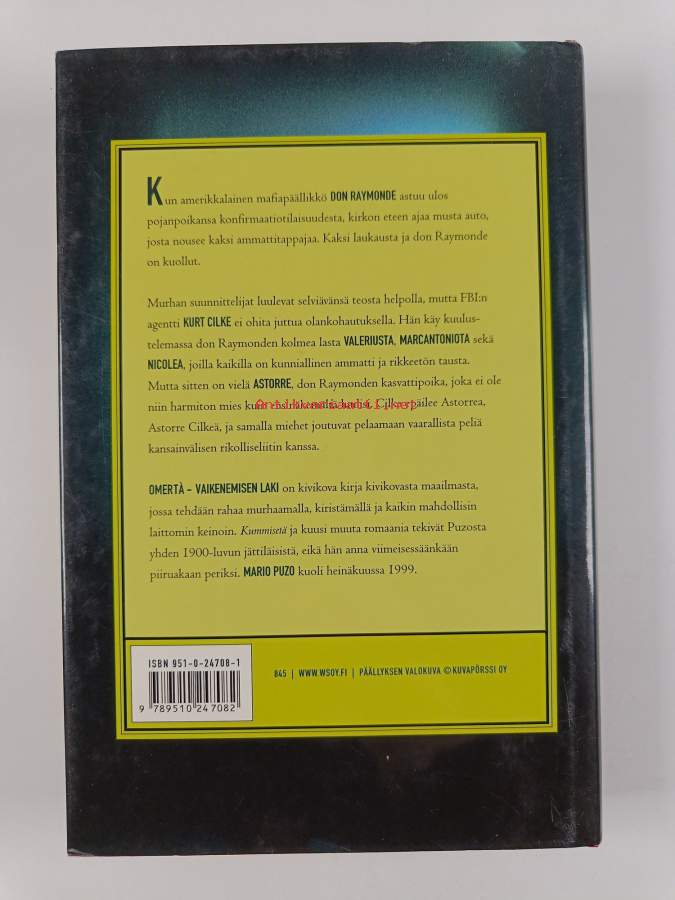 Kun amerikkalainen mafiapäällikkö DON RAYMONDE astuu ulos
pojanpoikansa konfirmaatiotilaisuudesta, kirkon eteen ajaa musta auto,
josta nousee kaksi ammattitappajaa. Kaksi laukausta ja don Raymonde
on kuollut.
Murhan suunnittelijat luulevat selviävänsä teosta helpolla, mutta FBI:n
agentti KURT CILKE ei ohita juttua olankohautuksella. Hän käy kuulus-
telemassa don Raymonden kolmea lasta VALERIUSTA, MARCANTONIOTA sekä
NICOLEA, joilla kaikilla on kunniallinen ammatti ja rikkeetön tausta.
Mutta sitten on vielä ASTORRE, don Raymonden kasvattipoika, joka ei ole
niin harmiton mies kuin Cilke epäilee Astorrea,
Antikvariaatti.net
Astorre Cilkeä, ja samalla miehet joutuvat pelaamaan vaarallista peliä
kansainvälisen rikollisliitin kanssa.
OMERTÀ – VAIKENEMISEN LAKI on kivikova kirja kivikovasta maailmasta,
jossa tehdään rahaa murhaamalla, kiristämällä ja kaikin mahdollisin
laittomin keinoin. Kummisetä ja kuusi muuta romaania tekivät Puzosta
yhden 1900-luvun jättiläisistä, eikä hän anna viimeisessäänkään
piiruakaan periksi. MARIO PUZO kuoli heinäkuussa 1999.
ISBN 951-0-24708-1
9 789510 247082
845 | WWW.WSOY.FI | PÄÄLLYKSEN VALOKUVA © KUVAPÖRSSI OY